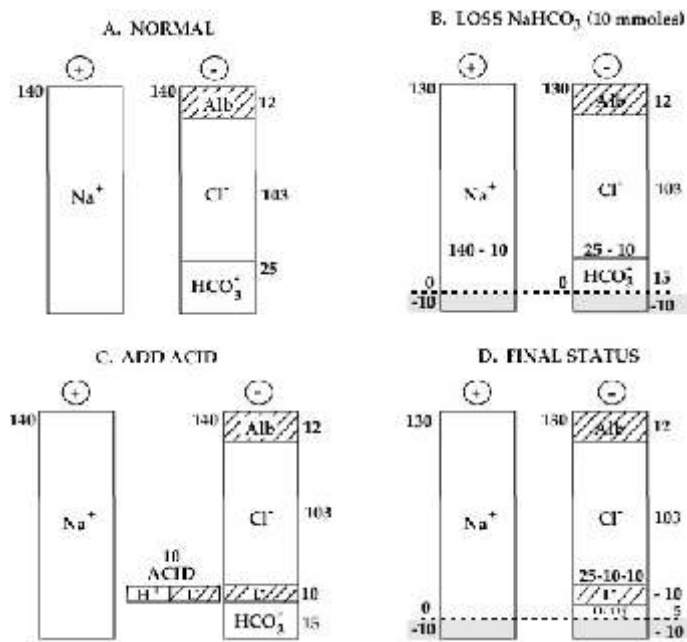 A. NORMAL
+
-
140
140
Alb
12
Na+
Cl-
103
25
HCO3-
B. LOSS NaHCO3 (10 mmoles)
+
-
130
130
Alb
12
Na+
Cl-
103
140 - 10
25 - 10
HCO3-
15
0
0
-10
-10
C. ADD ACID
+
-
140
140
Alb
12
Na+
Cl-
103
10
ACID
H+
L-
L-
10
HCO3-
15
D. FINAL STATUS
+
-
130
130
Alb
12
Na+
Cl-
103
25-10-10
L-
- 10
HCO3-
5
0
-10
- 10